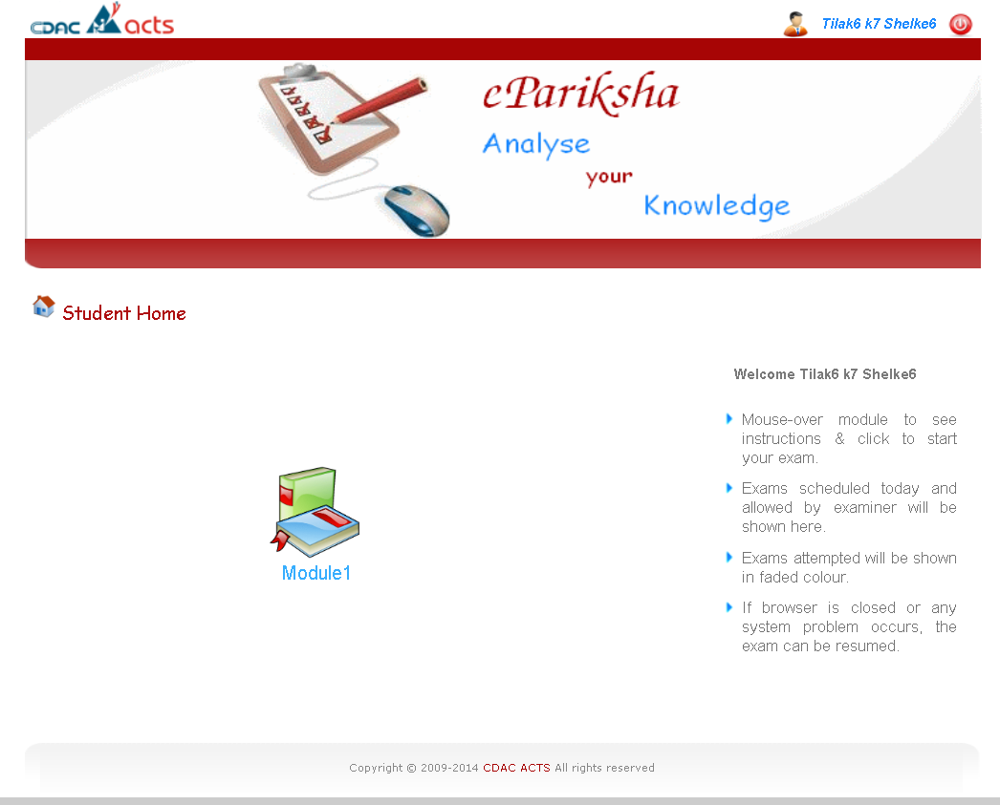 CDAC acts
Tilak6 k7 Shelke6
ePariksha
Analyse
your
Knowledge
Student Home
Welcome Tilak6 k7 Shelke6
Mouse-over module to see
instructions & click to start
your exam.
Exams scheduled today and
allowed by examiner will be
shown here.
Exams attempted will be shown
in faded colour.
If browser is closed or any
system problem occurs, the
exam can be resumed.
Module1
Copyright © 2009-2014 CDAC ACTS All rights reserved